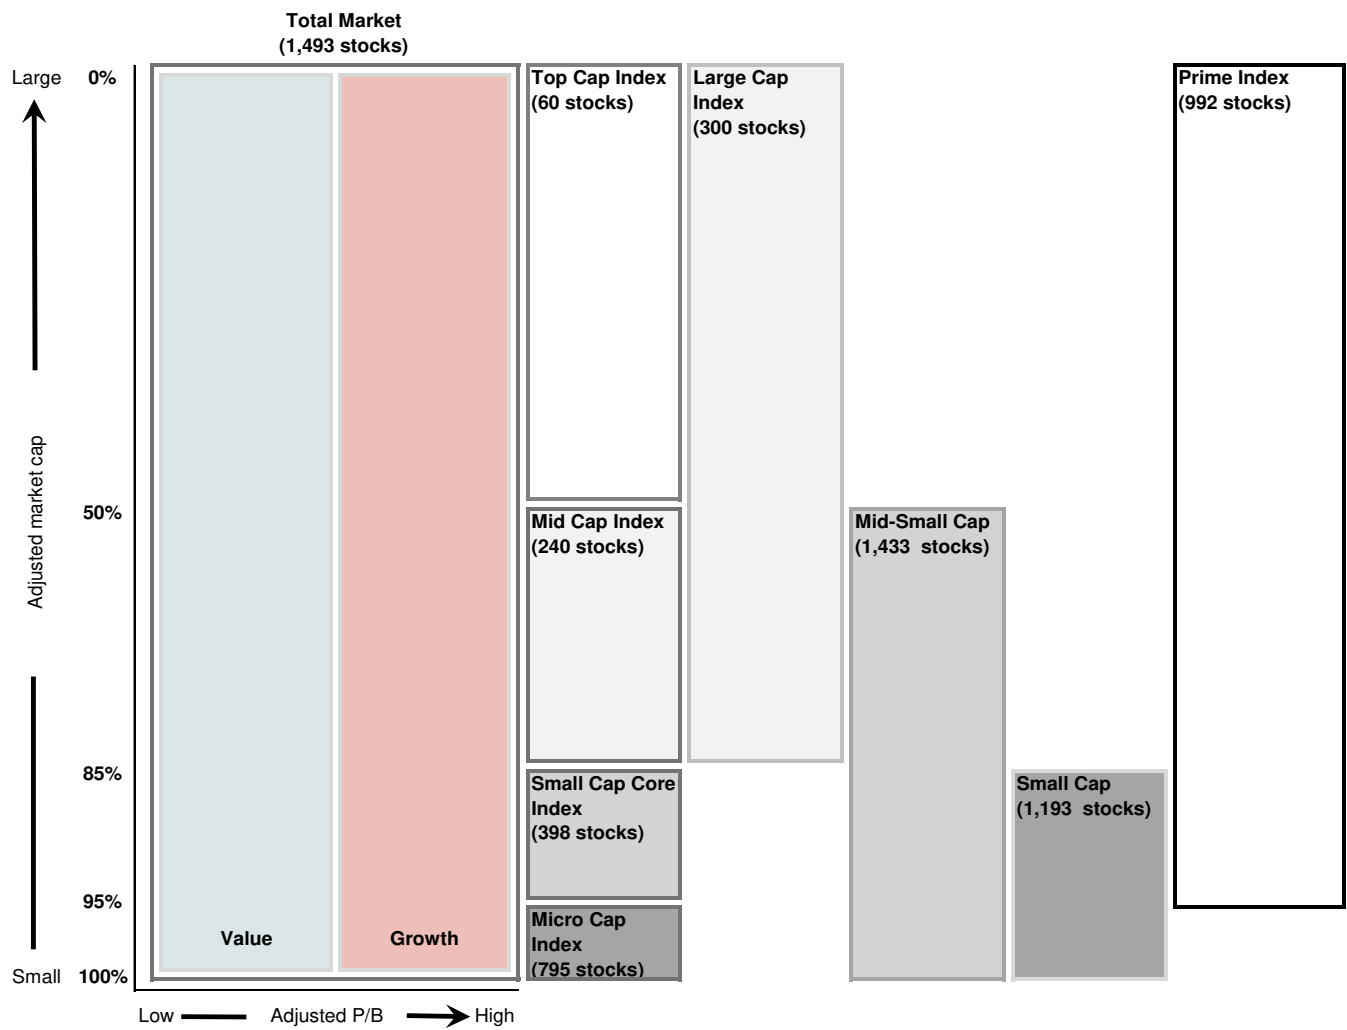 Total Market
(1,493 stocks)
Large
0%
Top Cap Index
(60 stocks)
Large Cap
Index
(300 stocks)
Prime Index
(992 stocks)
Adjusted market cap
50%
Mid Cap Index
(240 stocks)
Mid-Small Cap
(1,433  stocks)
85%
Small Cap Core
Index
(398 stocks)
Small Cap
(1,193  stocks)
95%
Micro Cap
Index
(795 stocks)
Value
Growth
Small
100%
Low
Adjusted P/B
High